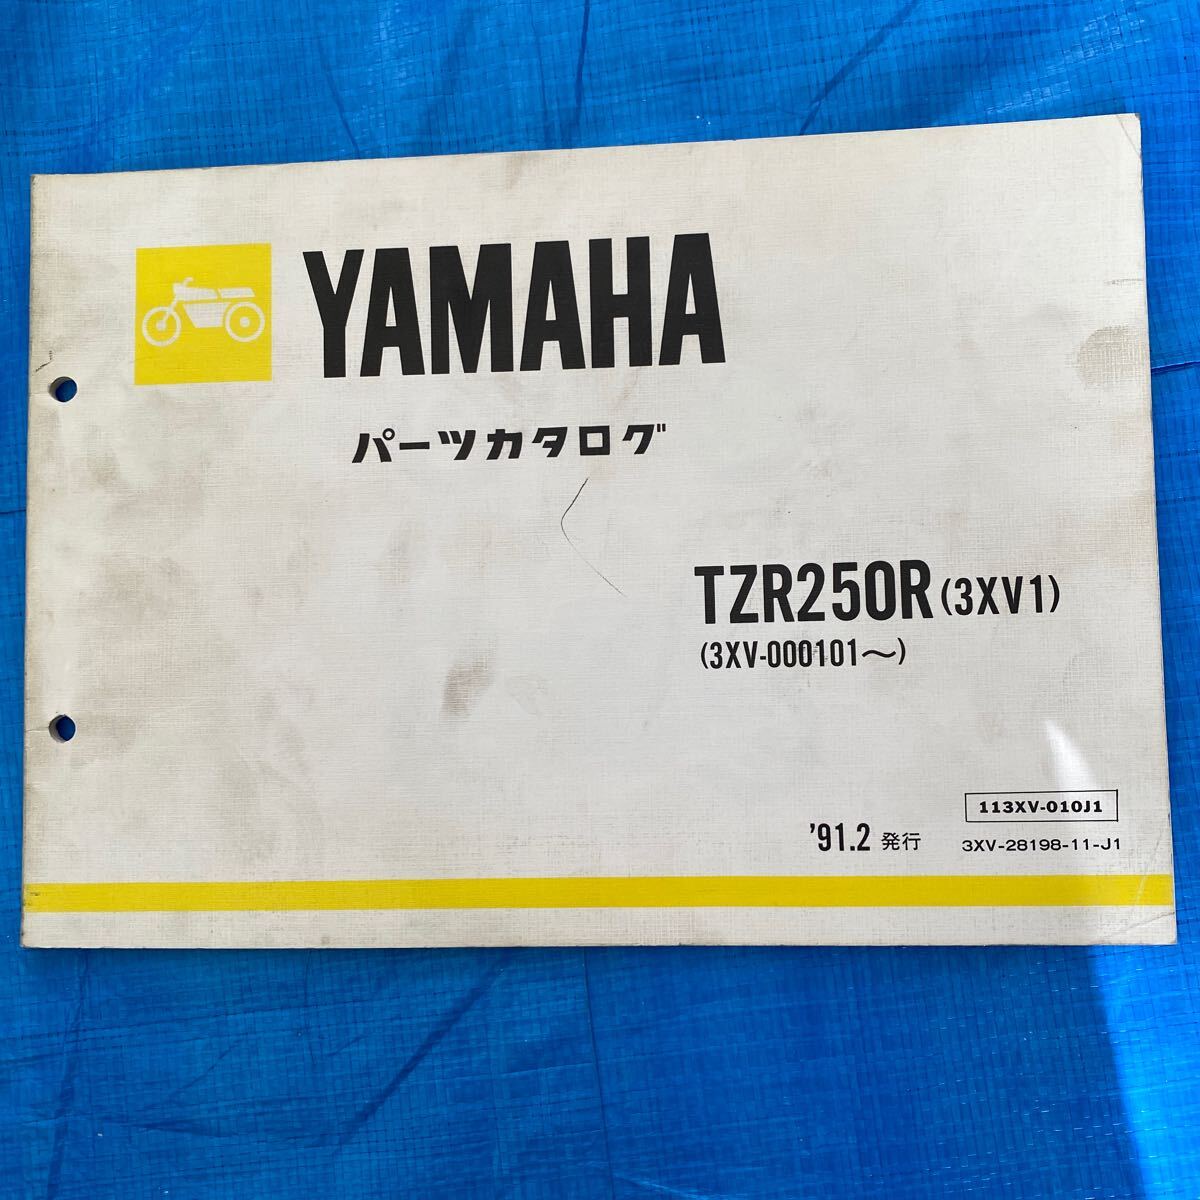 YAMAHA
パーツカタログ
TZR250R(3XV1)
(3XV-000101〜)
113XV-010J1
'91.2 発行
3XV-28198-11-J1